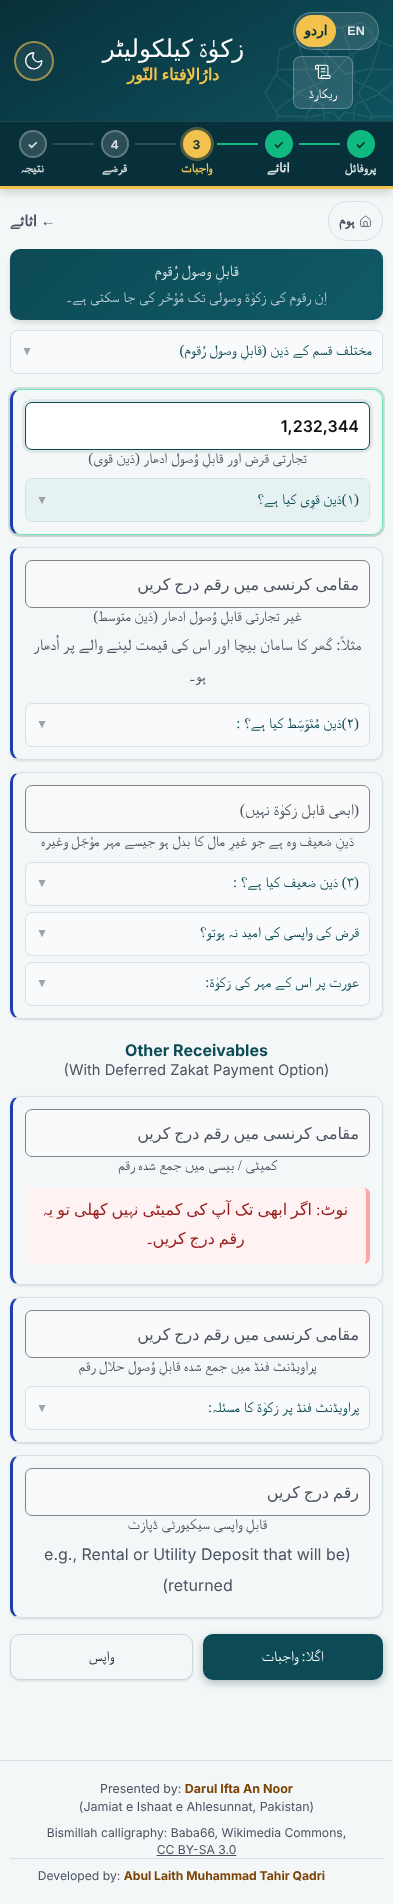 زکوٰۃ کیلکولیٹر
دارُالإفتاء النّور
اردو EN
ریکارڈ
پروفائل
اثاثے
3
واجبات
4
قرضے
نتیجہ
ہوم
← اثاثے
قابلِ وصول رُقوم
اِن رقوم کی زکوٰۃ وصولی تک مُؤخّر کی جا سکتی ہے۔
مختلف قسم کے دَین (قابلِ وصول رُقوم)
1,232,344
تجارتی قرض اور قابلِ وُصول ادھار (دَین قوی)
(۱)دَین قوی کیا ہے؟
مقامی کرنسی میں رقم درج کریں
غیر تجارتی قابلِ وُصول ادھار (دَین متوسط)
مثلاً: گھر کا سامان بیچا اور اس کی قیمت لینے والے پر اُدھار
ہو۔
(۲)دَین مُتَوَسِّط کیا ہے؟ :
(ابھی قابل زکوٰۃ نہیں)
دَینِ ضعیف وہ ہے جو غیرِ مال کا بدل ہو جیسے مہر مؤجّل وغیرہ
(۳) دَین ضعیف کیا ہے؟ :
قرض کی واپسی کی امید نہ ہوتو؟
عورت پر اس کے مہر کی زکوٰۃ:
Other Receivables
(With Deferred Zakat Payment Option)
مقامی کرنسی میں رقم درج کریں
کمیٹی / بیسی میں جمع شدہ رقم
نوٹ: اگر ابھی تک آپ کی کمیٹی نہیں کھلی تو یہ
رقم درج کریں۔
مقامی کرنسی میں رقم درج کریں
پراویڈنٹ فنڈ میں جمع شدہ قابلِ وُصول حلال رقم
پراویڈنٹ فنڈ پر زکوٰۃ کا مسئلہ:
رقم درج کریں
قابلِ واپسی سیکیورٹی ڈپازٹ
e.g., Rental or Utility Deposit that will be)
(returned
اگلا: واجبات
واپس
Presented by: Darul Ifta An Noor
(Jamiat e Ishaat e Ahlesunnat, Pakistan)
Bismillah calligraphy: Baba66, Wikimedia Commons,
CC BY-SA 3.0
Developed by: Abul Laith Muhammad Tahir Qadri